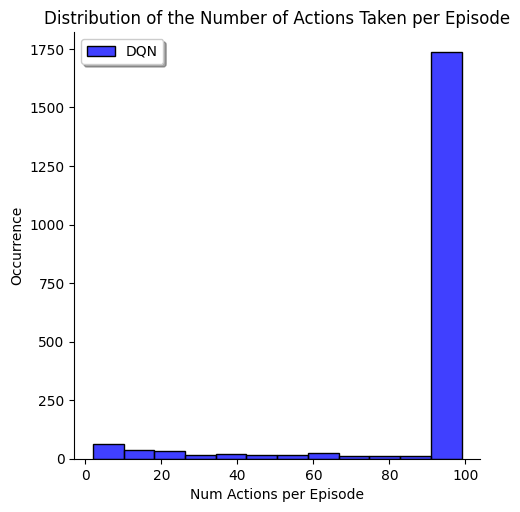 Distribution of the Number of Actions Taken per Episode
DQN
1750
1500
1250
1000
750
500
250
0
Occurrence
0 20 40 60 80 100
Num Actions per Episode